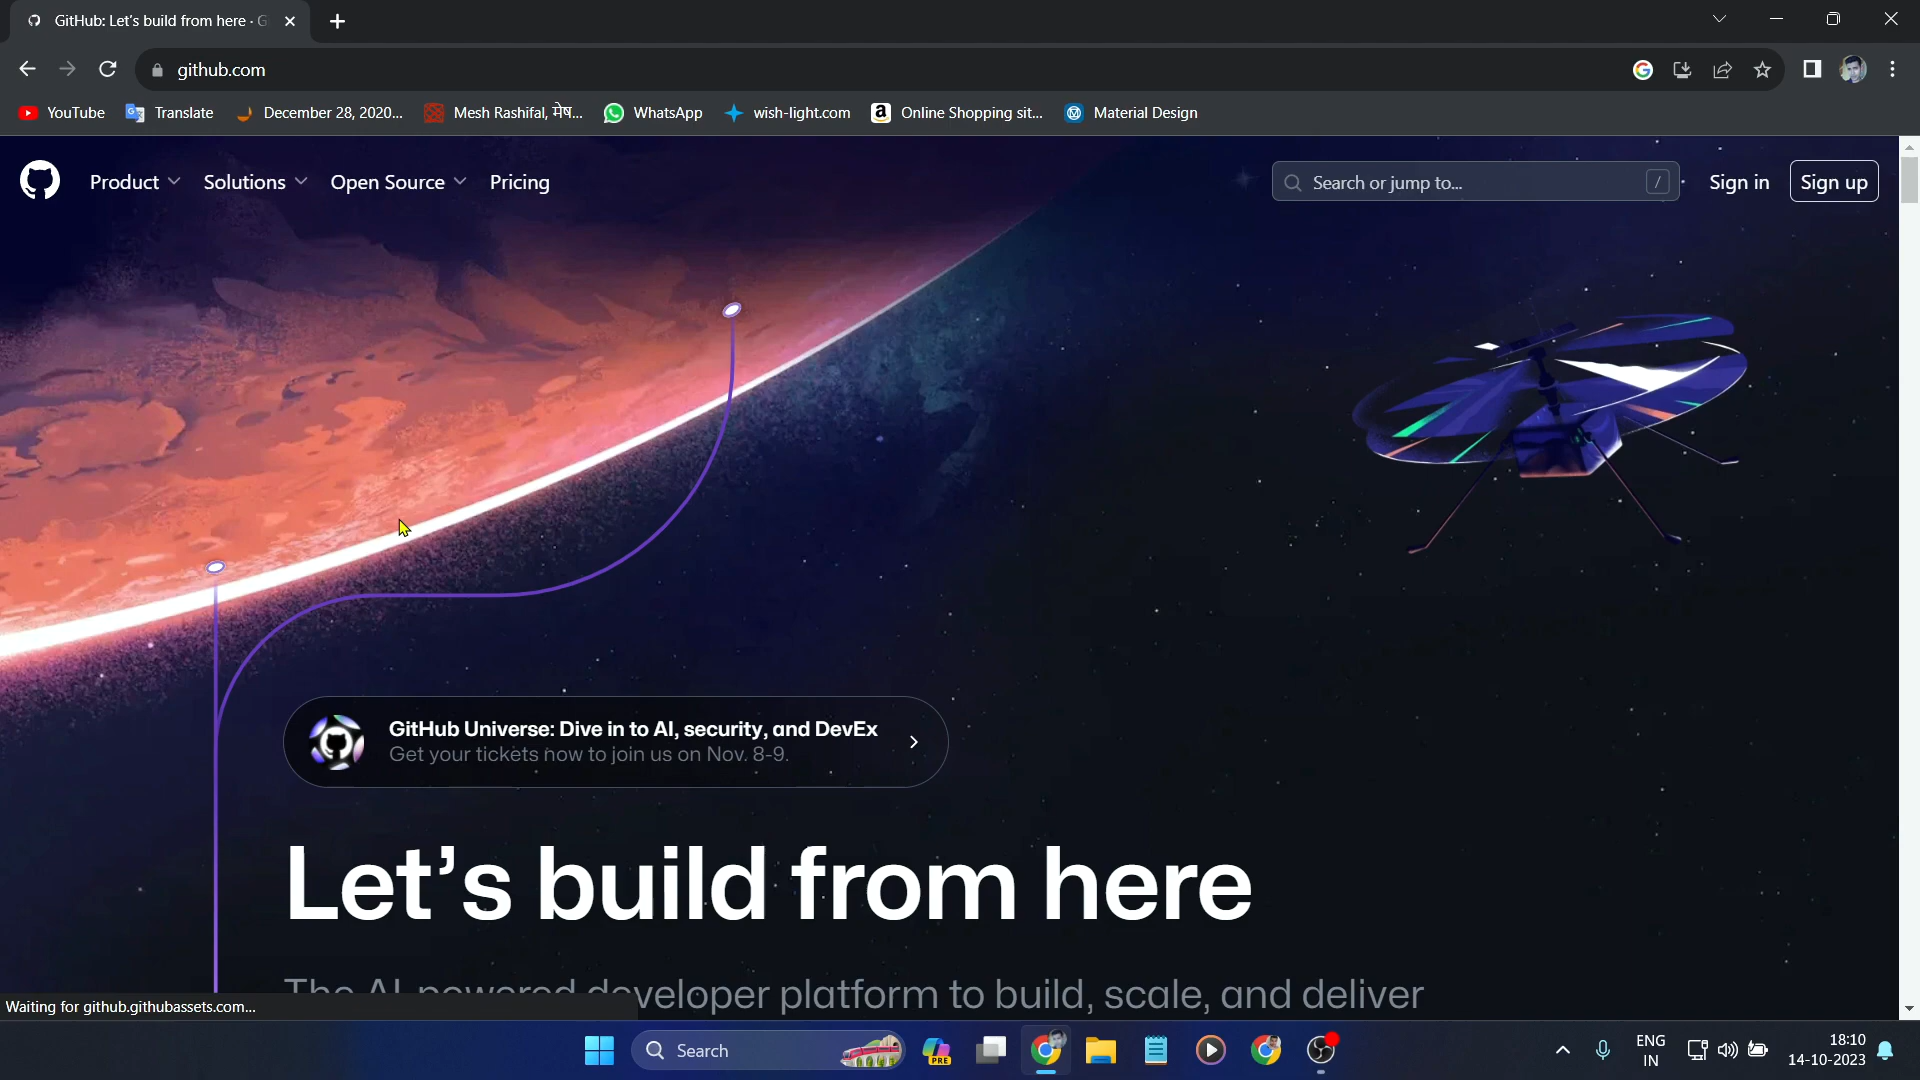 GitHub: Let's build from here · G
github.com
YouTube
Translate
December 28, 2020...
Mesh Rashifal, मेष...
WhatsApp
wish-light.com
Online Shopping sit...
Material Design
Product
Solutions
Open Source
Pricing
Search or jump to...
/
Sign in
Sign up
GitHub Universe: Dive in to AI, security, and DevEx
Get your tickets now to join us on Nov. 8-9.
Let's build from here
The AI-powered developer platform to build, scale, and deliver
Waiting for github.githubassets.com...
Search
PRE
ENG
IN
18:10
14-10-2023